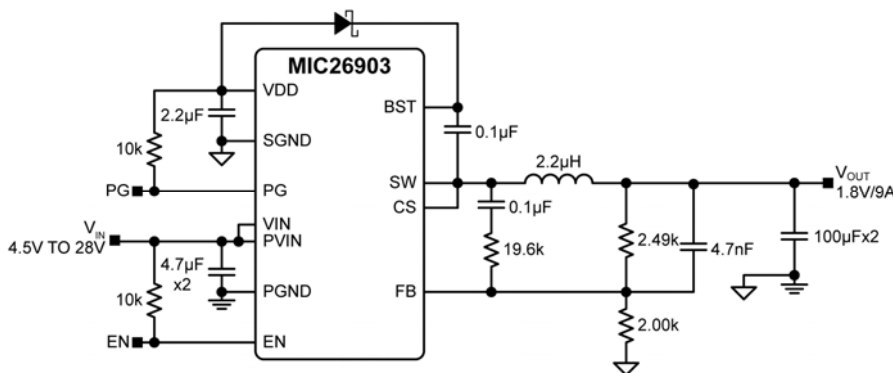 MIC26903
VDD
BST
2.2µF
0.1µF
SGND
10k
2.2µH
SW
VOUT
1.8V/9A
PG
PG
CS
0.1µF
VIN
VIN
4.5V TO 28V
PVIN
2.49k
4.7nF
100µFx2
19.6k
4.7µF
x2
PGND
FB
10k
2.00k
EN
EN